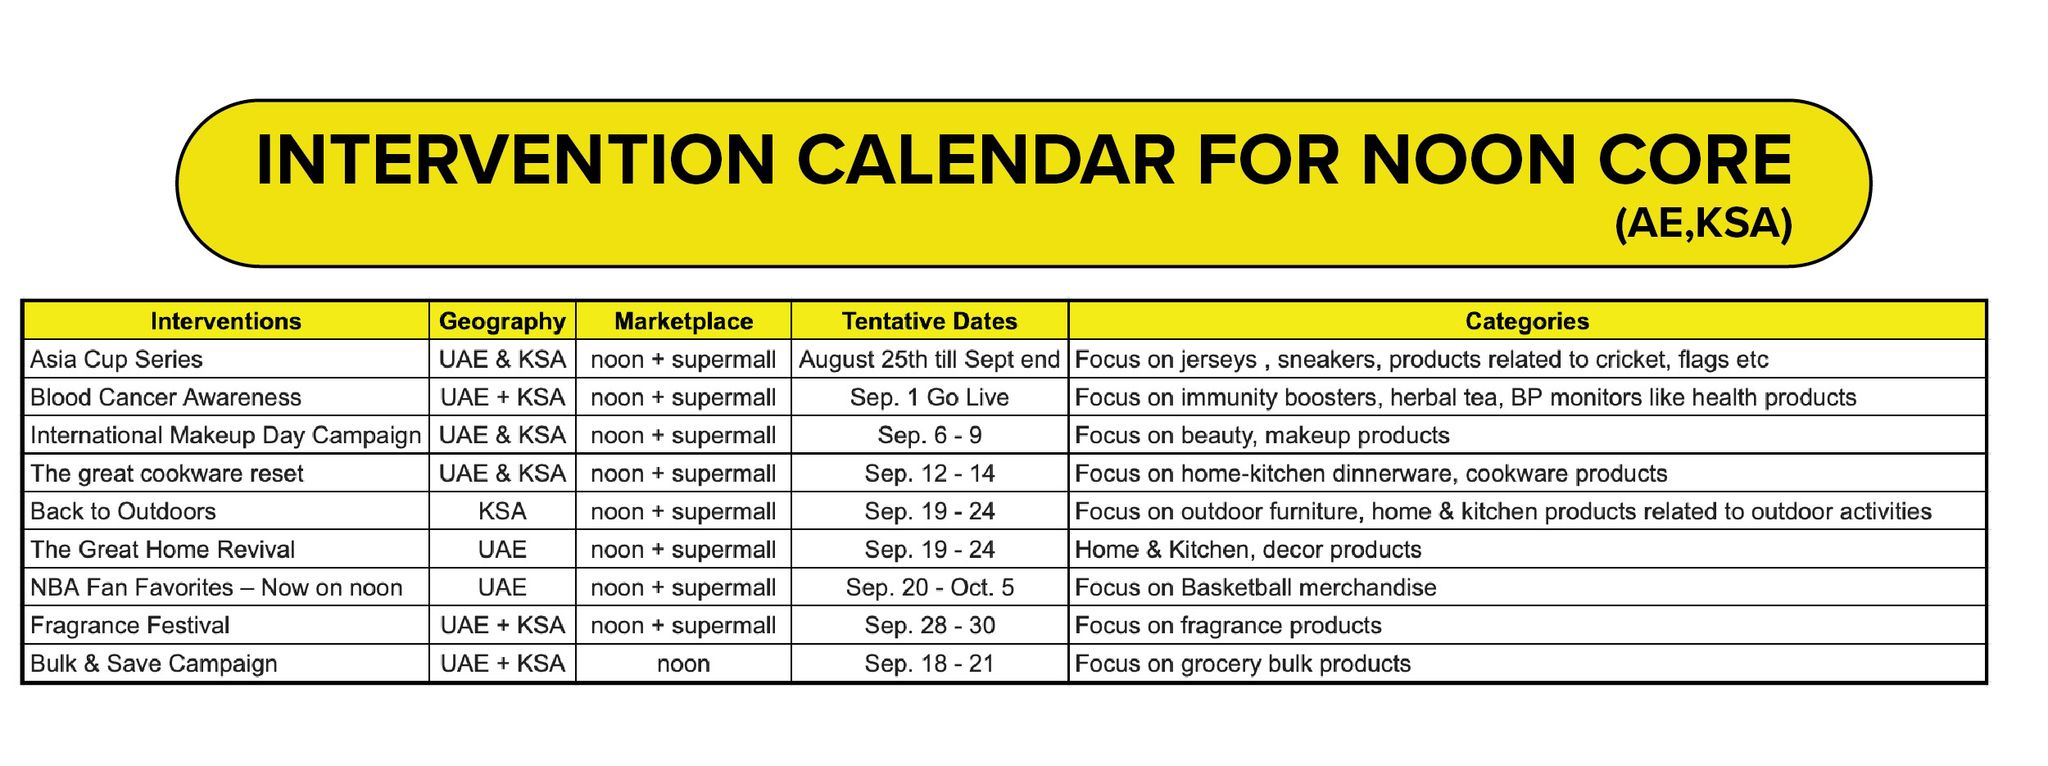 INTERVENTION CALENDAR FOR NOON CORE
(AE,KSA)
Interventions Geography Marketplace Tentative Dates Categories
Asia Cup Series UAE & KSA noon + supermall August 25th till Sept end Focus on jerseys , sneakers, products related to cricket, flags etc
Blood Cancer Awareness UAE + KSA noon + supermall Sep. 1 Go Live Focus on immunity boosters, herbal tea, BP monitors like health products
International Makeup Day Campaign UAE & KSA noon + supermall Sep. 6 - 9 Focus on beauty, makeup products
The great cookware reset UAE & KSA noon + supermall Sep. 12 - 14 Focus on home-kitchen dinnerware, cookware products
Back to Outdoors KSA noon + supermall Sep. 19 - 24 Focus on outdoor furniture, home & kitchen products related to outdoor activities
The Great Home Revival UAE noon + supermall Sep. 19 - 24 Home & Kitchen, decor products
NBA Fan Favorites – Now on noon UAE noon + supermall Sep. 20 - Oct. 5 Focus on Basketball merchandise
Fragrance Festival UAE + KSA noon + supermall Sep. 28 - 30 Focus on fragrance products
Bulk & Save Campaign UAE + KSA noon Sep. 18 - 21 Focus on grocery bulk products